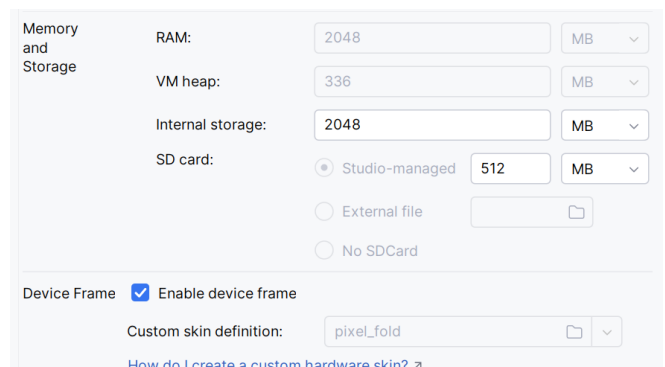 Memory and Storage
RAM: 2048 MB
VM heap: 336 MB
Internal storage: 2048 MB
SD card: Studio-managed 512 MB
External file
No SDCard
Device Frame Enable device frame
Custom skin definition: pixel_fold
How do I create a custom hardware skin? ↗